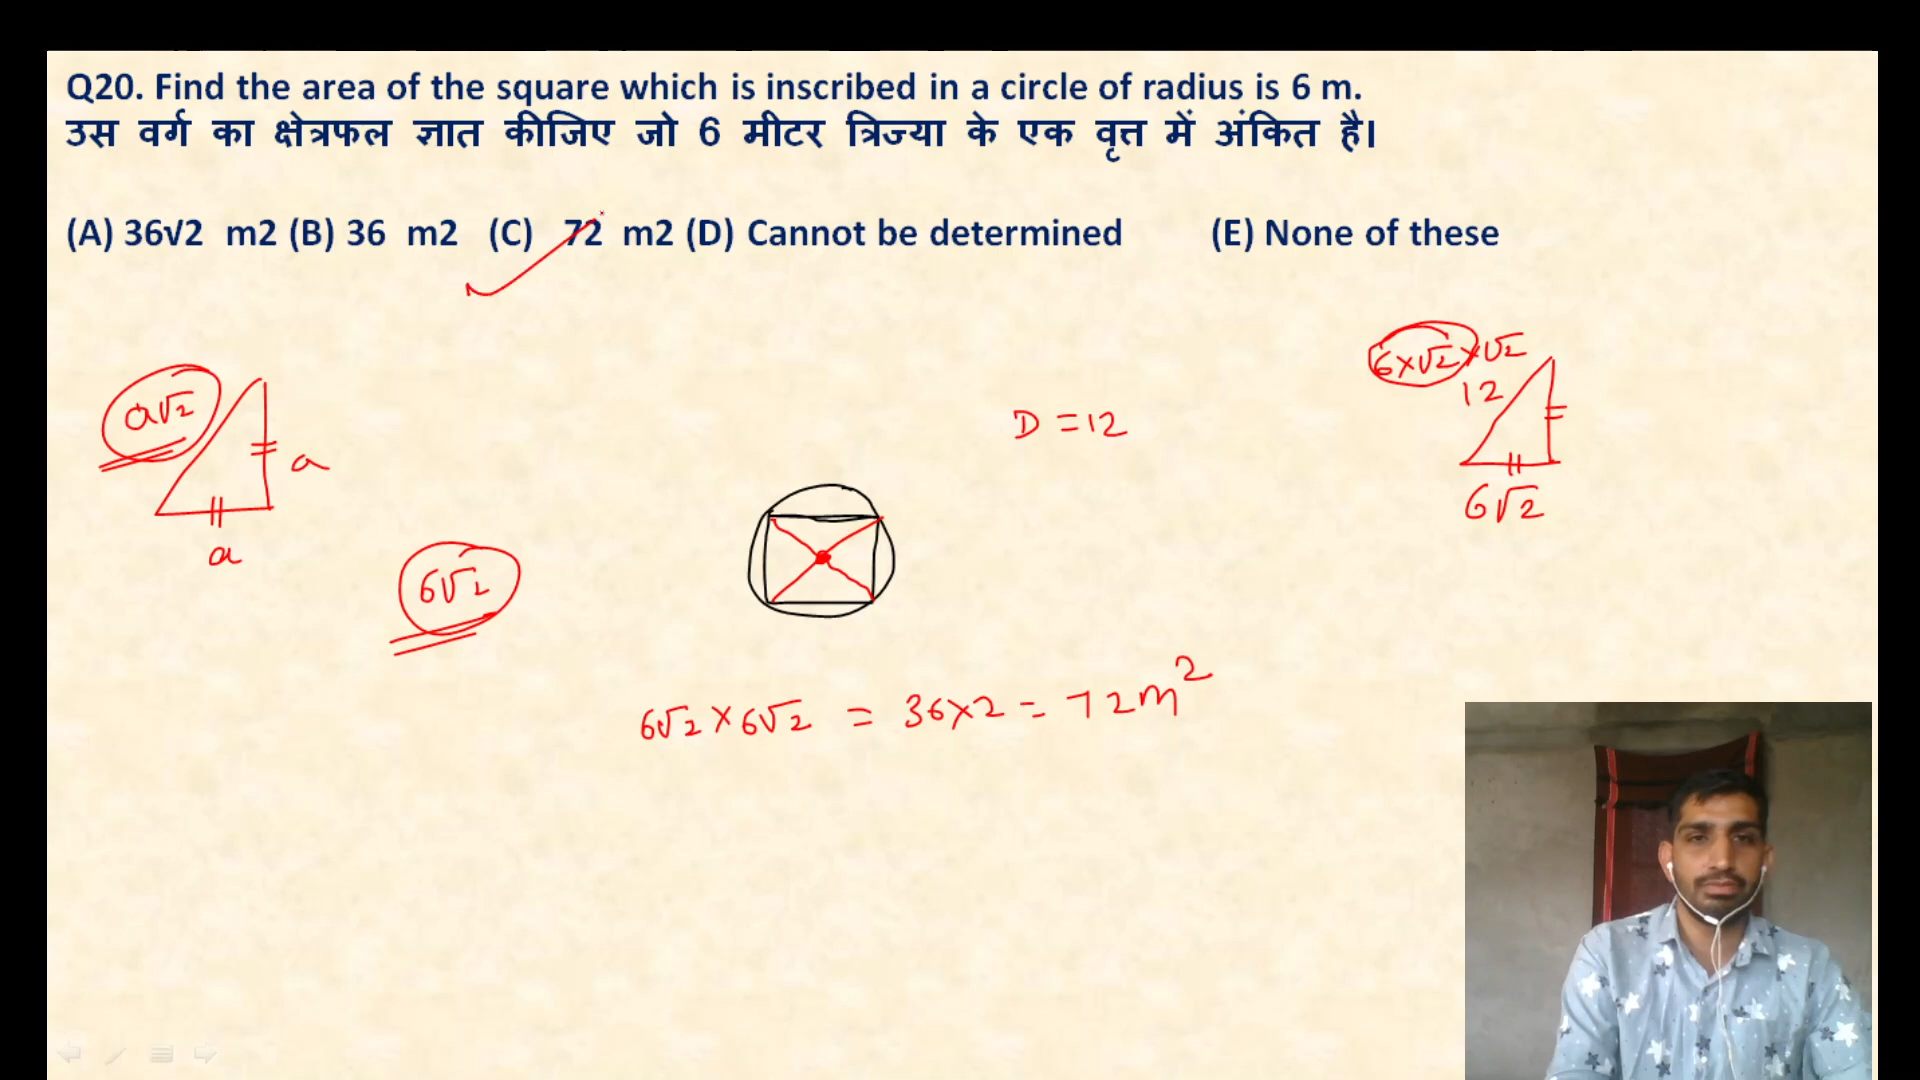 Q20. Find the area of the square which is inscribed in a circle of radius is 6 m.
उस वर्ग का क्षेत्रफल ज्ञात कीजिए जो 6 मीटर त्रिज्या के एक वृत्त में अंकित है।
(A) 36√2 m2 (B) 36 m2 (C) 72 m2 (D) Cannot be determined (E) None of these
6×√2×√2
12
a√2
D = 12
a
6√2
a
6√2
6√2 × 6√2 = 36×2 = 72m²